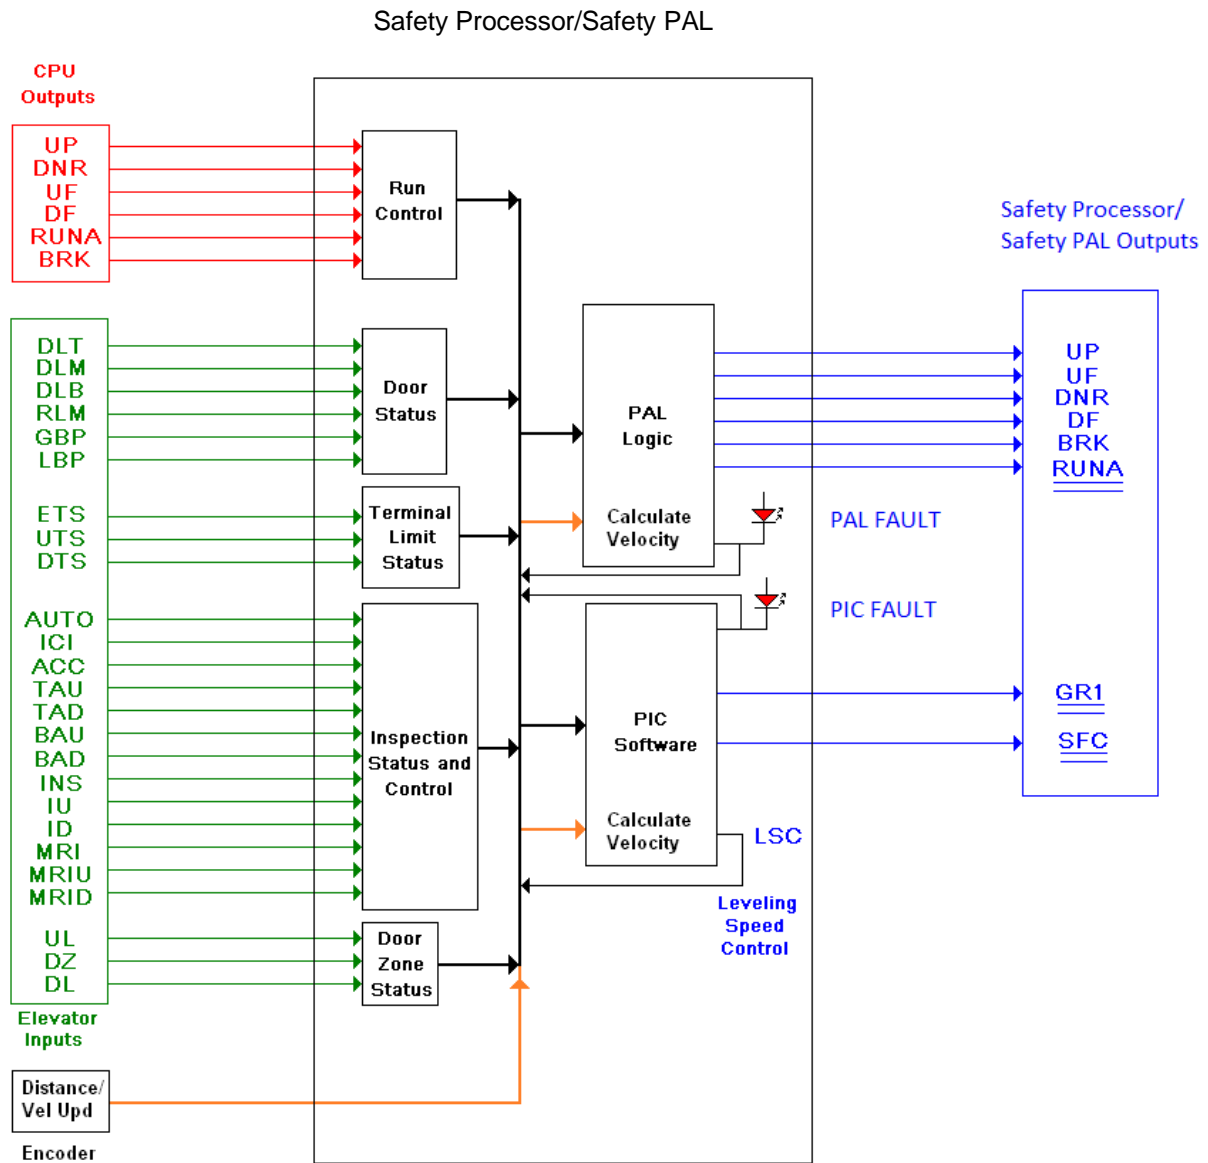 Safety Processor/Safety PAL
CPU
Outputs
UP
DNR
UF
DF
RUNA
BRK
Run
Control
Safety Processor/
Safety PAL Outputs
DLT
DLM
DLB
RLM
GBP
LBP
Door
Status
PAL
Logic
Calculate
Velocity
UP
UF
DNR
DF
BRK
RUNA
ETS
UTS
DTS
Terminal
Limit
Status
PAL FAULT
PIC FAULT
AUTO
ICI
ACC
TAU
TAD
BAU
BAD
INS
IU
ID
MRI
MRIU
MRID
Inspection
Status and
Control
PIC
Software
Calculate
Velocity
GR1
SFC
LSC
Leveling
Speed
Control
UL
DZ
DL
Door
Zone
Status
Elevator
Inputs
Distance/
Vel Upd
Encoder